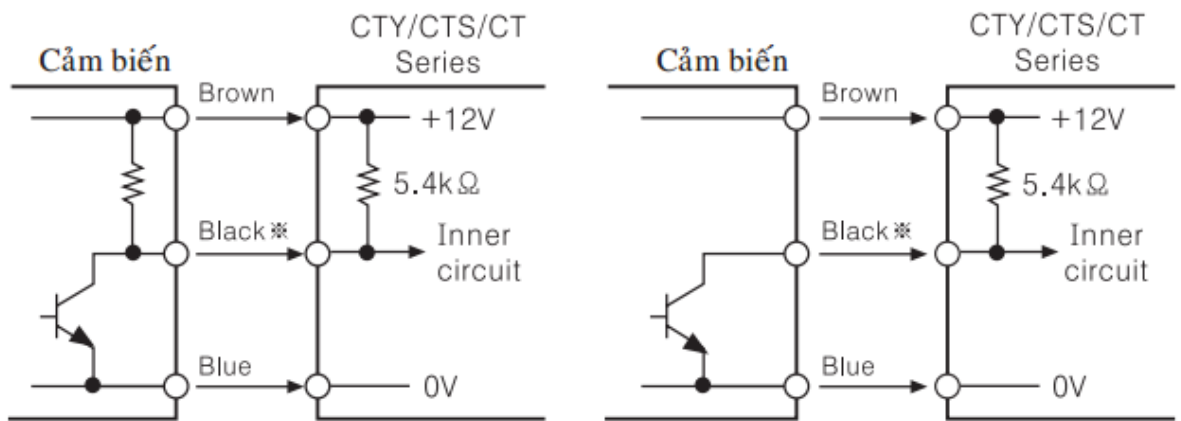 CTY/CTS/CT
Series
Cảm biến
Brown
+12V
5.4kΩ
Black※
Inner
circuit
Blue
0V
CTY/CTS/CT
Series
Cảm biến
Brown
+12V
5.4kΩ
Black※
Inner
circuit
Blue
0V